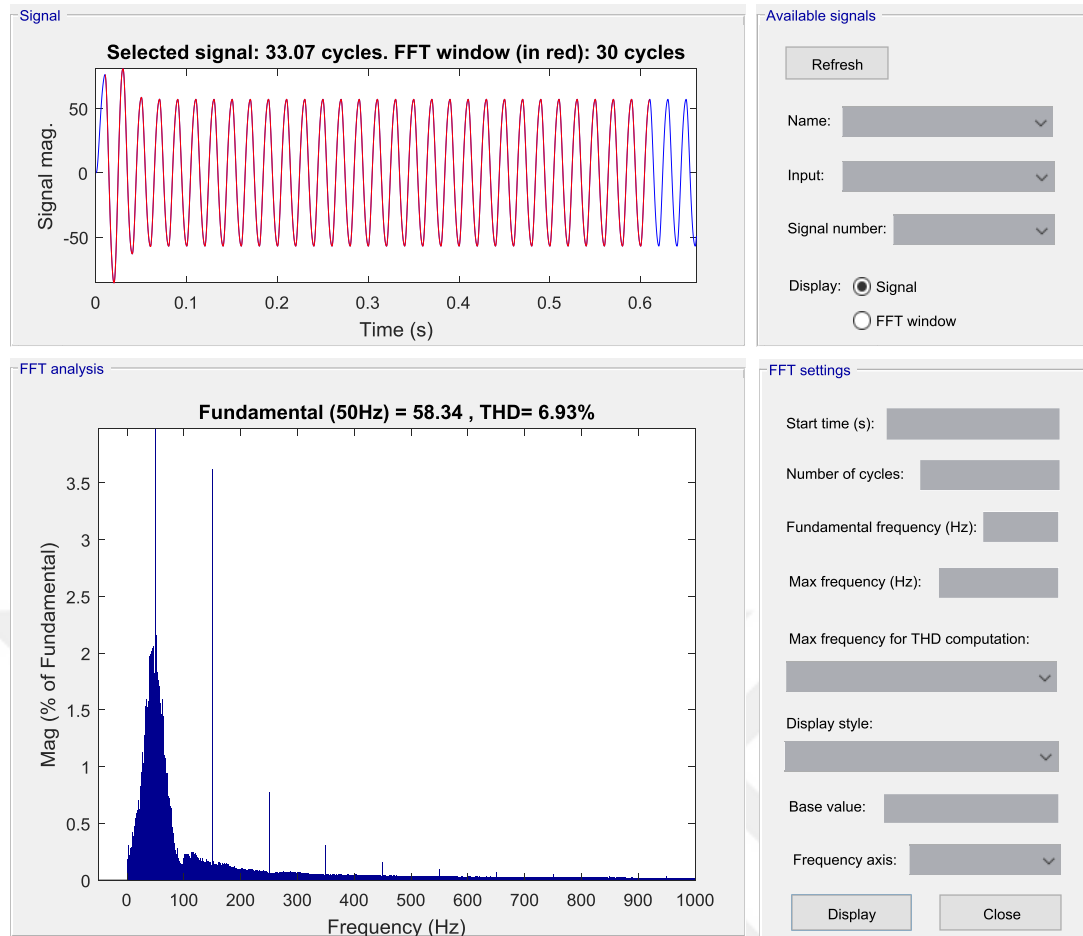 Signal
Selected signal: 33.07 cycles. FFT window (in red): 30 cycles
50
0
-50
Signal mag.
0 0.1 0.2 0.3 0.4 0.5 0.6
Time (s)
Available signals
Refresh
Name:
Input:
Signal number:
Display: Signal
FFT window
FFT analysis
Fundamental (50Hz) = 58.34 , THD= 6.93%
3.5
3
2.5
2
1.5
1
0.5
0
Mag (% of Fundamental)
0 100 200 300 400 500 600 700 800 900 1000
Frequency (Hz)
FFT settings
Start time (s):
Number of cycles:
Fundamental frequency (Hz):
Max frequency (Hz):
Max frequency for THD computation:
Display style:
Base value:
Frequency axis:
Display Close